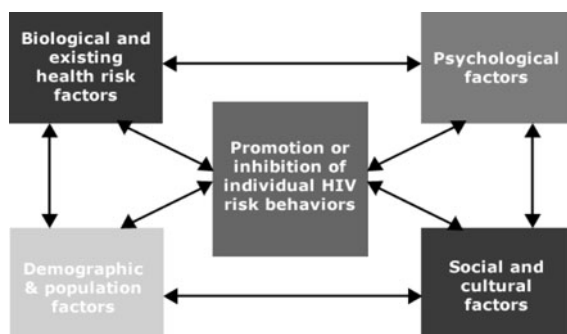 Biological and
existing
health risk
factors
Psychological
factors
Promotion or
inhibition of
individual HIV
risk behaviors
Demographic
& population
factors
Social and
cultural
factors